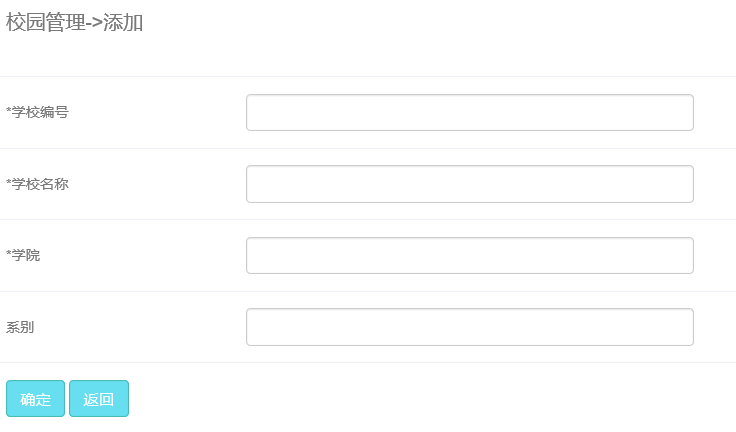 校园管理->添加
*学校编号
*学校名称
*学院
系别
确定 返回